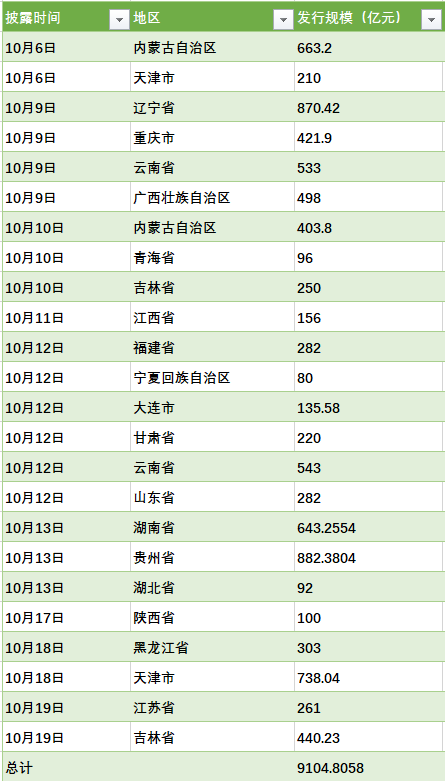 披露时间 地区 发行规模（亿元）
10月6日 内蒙古自治区 663.2
10月6日 天津市 210
10月9日 辽宁省 870.42
10月9日 重庆市 421.9
10月9日 云南省 533
10月9日 广西壮族自治区 498
10月10日 内蒙古自治区 403.8
10月10日 青海省 96
10月10日 吉林省 250
10月11日 江西省 156
10月12日 福建省 282
10月12日 宁夏回族自治区 80
10月12日 大连市 135.58
10月12日 甘肃省 220
10月12日 云南省 543
10月12日 山东省 282
10月13日 湖南省 643.2554
10月13日 贵州省 882.3804
10月13日 湖北省 92
10月17日 陕西省 100
10月18日 黑龙江省 303
10月18日 天津市 738.04
10月19日 江苏省 261
10月19日 吉林省 440.23
总计 9104.8058